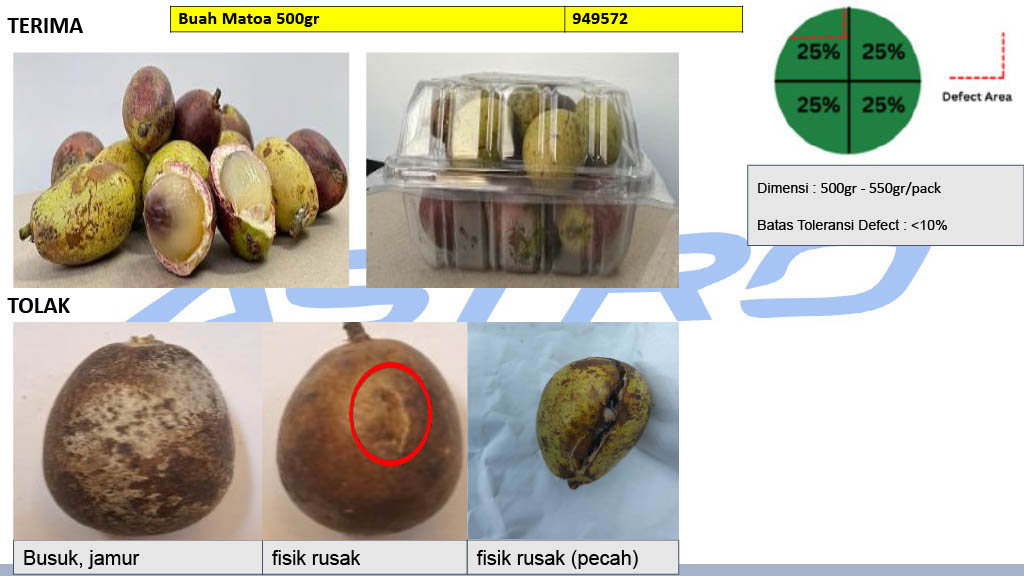 TERIMA
Buah Matoa 500gr
949572
25%
25%
25%
25%
Defect Area
Dimensi : 500gr - 550gr/pack
Batas Toleransi Defect : <10%
ASTRO
TOLAK
Busuk, jamur
fisik rusak
fisik rusak (pecah)